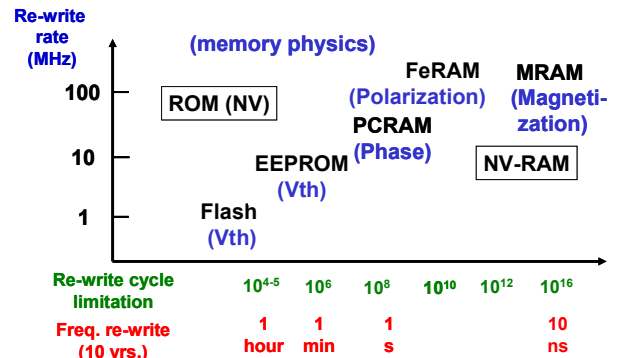 Re-write
rate
(MHz)
(memory physics)
FeRAM
(Polarization)
MRAM
(Magneti-
zation)
100
ROM (NV)
PCRAM
(Phase)
10
EEPROM
(Vth)
NV-RAM
1
Flash
(Vth)
Re-write cycle
limitation
10⁴⁻⁵ 10⁶ 10⁸ 10¹⁰ 10¹² 10¹⁶
Freq. re-write
(10 yrs.)
1
hour
1
min
1
s
10
ns